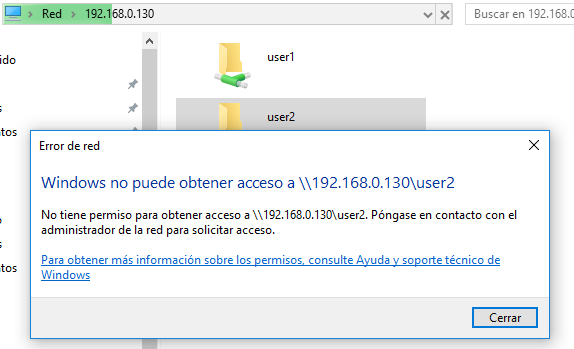 Red > 192.168.0.130
Buscar en 192.168.0
ido
user1
s
ntos
user2
Error de red
Windows no puede obtener acceso a \\192.168.0.130\user2
No tiene permiso para obtener acceso a \\192.168.0.130\user2. Póngase en contacto con el
administrador de la red para solicitar acceso.
Para obtener más información sobre los permisos, consulte Ayuda y soporte técnico de
Windows
o
s
ntos
Cerrar